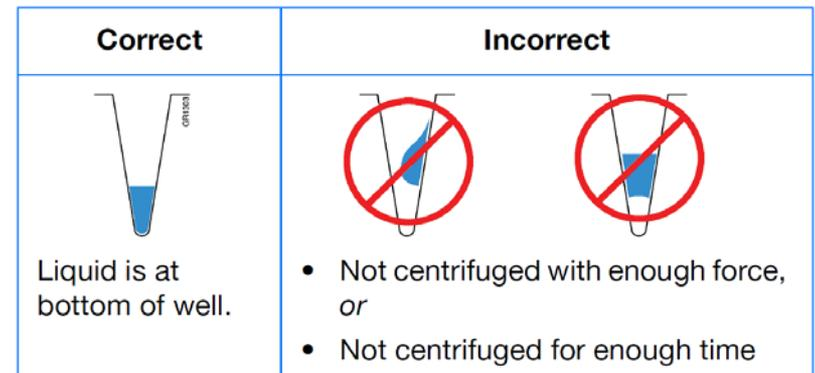 Correct
Incorrect
GR1303
Liquid is at
bottom of well.
• Not centrifuged with enough force,
or
• Not centrifuged for enough time